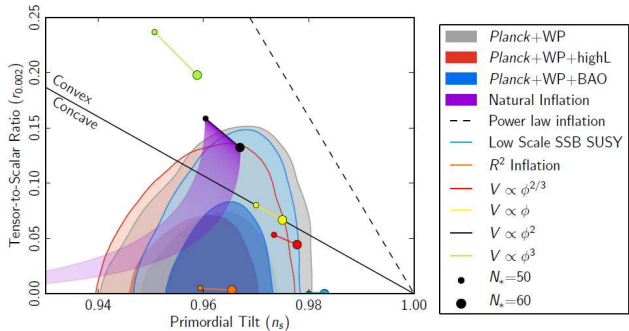 0.25
0.20
0.15
0.10
0.05
0.00
Tensor-to-Scalar Ratio (r0.002)
Convex
Concave
0.94
0.96
0.98
1.00
Primordial Tilt (ns)
Planck+WP
Planck+WP+highL
Planck+WP+BAO
Natural Inflation
Power law inflation
Low Scale SSB SUSY
R² Inflation
V ∝ ϕ^2/3
V ∝ ϕ
V ∝ ϕ²
V ∝ ϕ³
N*=50
N*=60